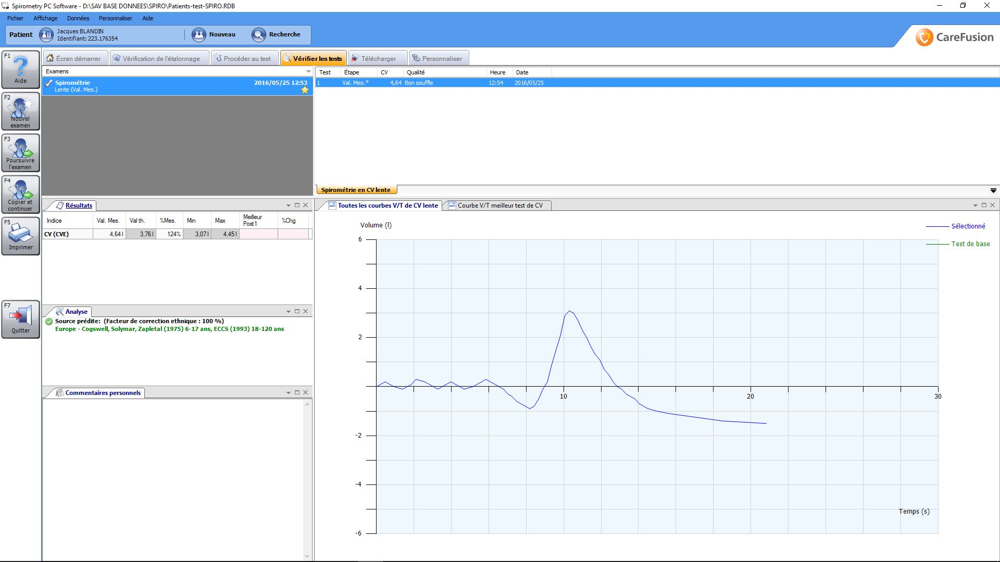 Spirometry PC Software - D:\SAV BASE DONNEES\SPIRO\Patients-test-SPIRO.RDB
Fichier Affichage Données Personnaliser Aide
Patient
Jacques BLANDIN
Identifiant: 223.176354
Nouveau
Recherche
CareFusion
F1
Aide
F2
Nouvel
examen
F3
Poursuivre
l'examen
F4
Copier et
continuer
F5
Imprimer
F7
Quitter
Écran démarrer
Vérification de l'étalonnage
Procéder au test
Vérifier les tests
Télécharger
Personnaliser
Examens
Spirométrie 2016/05/25 12:53
Lente (Val. Mes.)
Test Étape CV Qualité Heure Date
1 Val. Mes. * 4,64 Bon souffle 12:54 2016/05/25
Spirométrie en CV lente
Résultats
Indice Val. Mes. Val th. %Mes. Min Max Meilleur Post1 %Chg
CV (CVE) 4,64 l 3,76 l 124% 3,07 l 4,45 l
Analyse
Source prédite: (Facteur de correction ethnique : 100 %)
Europe - Cogswell, Solymar, Zapletal (1975) 6-17 ans, ECCS (1993) 18-120 ans
Commentaires personnels
Toutes les courbes V/T de CV lente
Courbe V/T meilleur test de CV
Volume (l)
Sélectionné
Test de base
6
4
2
-2
-4
-6
10
20
30
Temps (s)